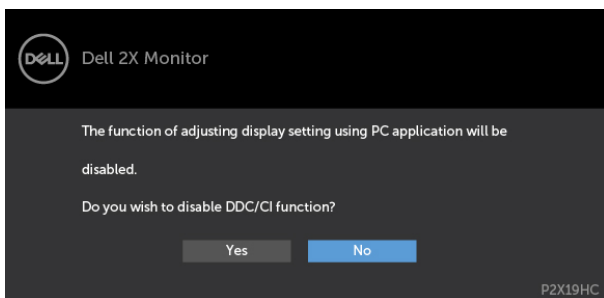 DELL
Dell 2X Monitor
The function of adjusting display setting using PC application will be
disabled.
Do you wish to disable DDC/CI function?
Yes
No
P2X19HC